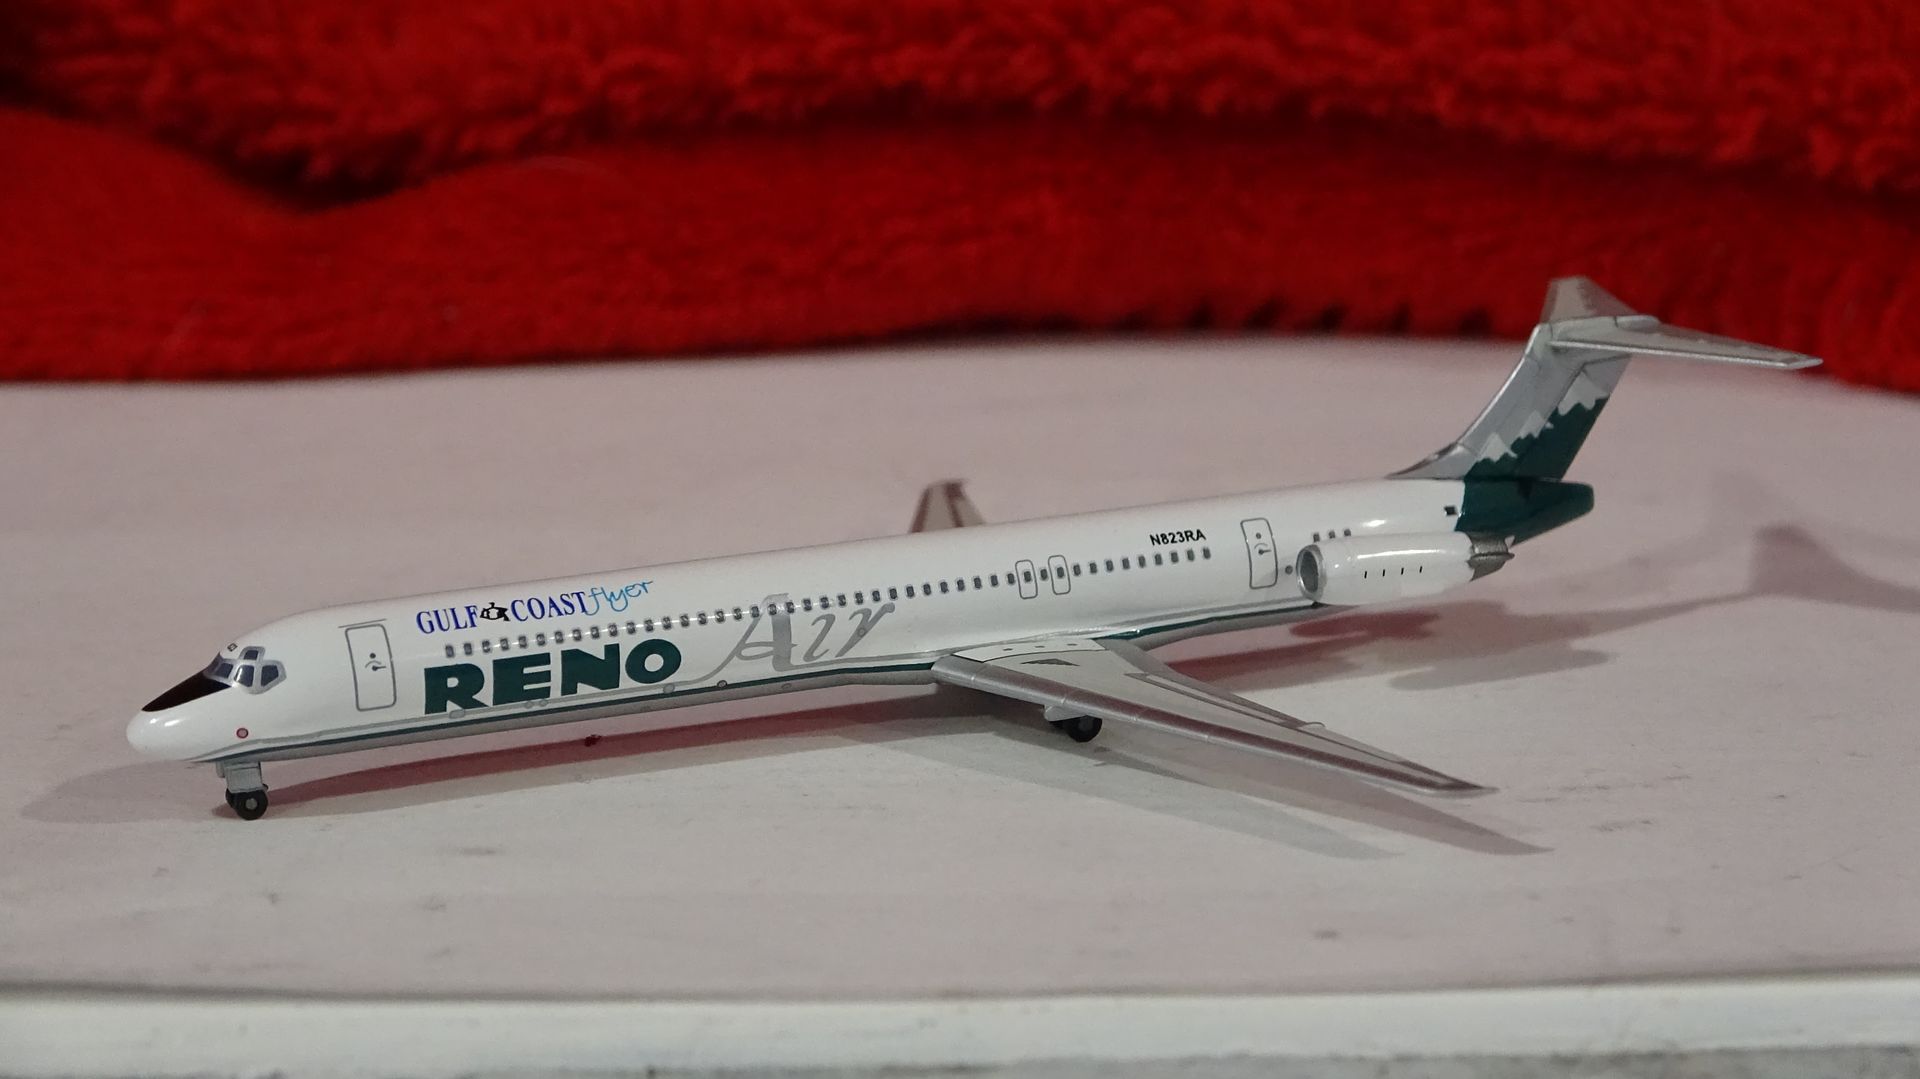 GULF COAST flyer
RENO Air
N823RA